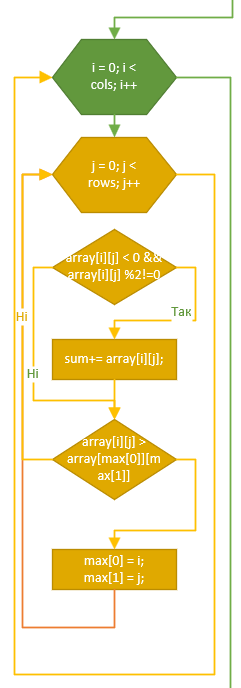 i = 0; i <
cols; i++
j = 0; j <
rows; j++
array[i][j] < 0 &&
array[i][j] %2!=0
Так
sum+= array[i][j];
Ні
Ні
array[i][j] >
array[max[0]][m
ax[1]]
max[0] = i;
max[1] = j;